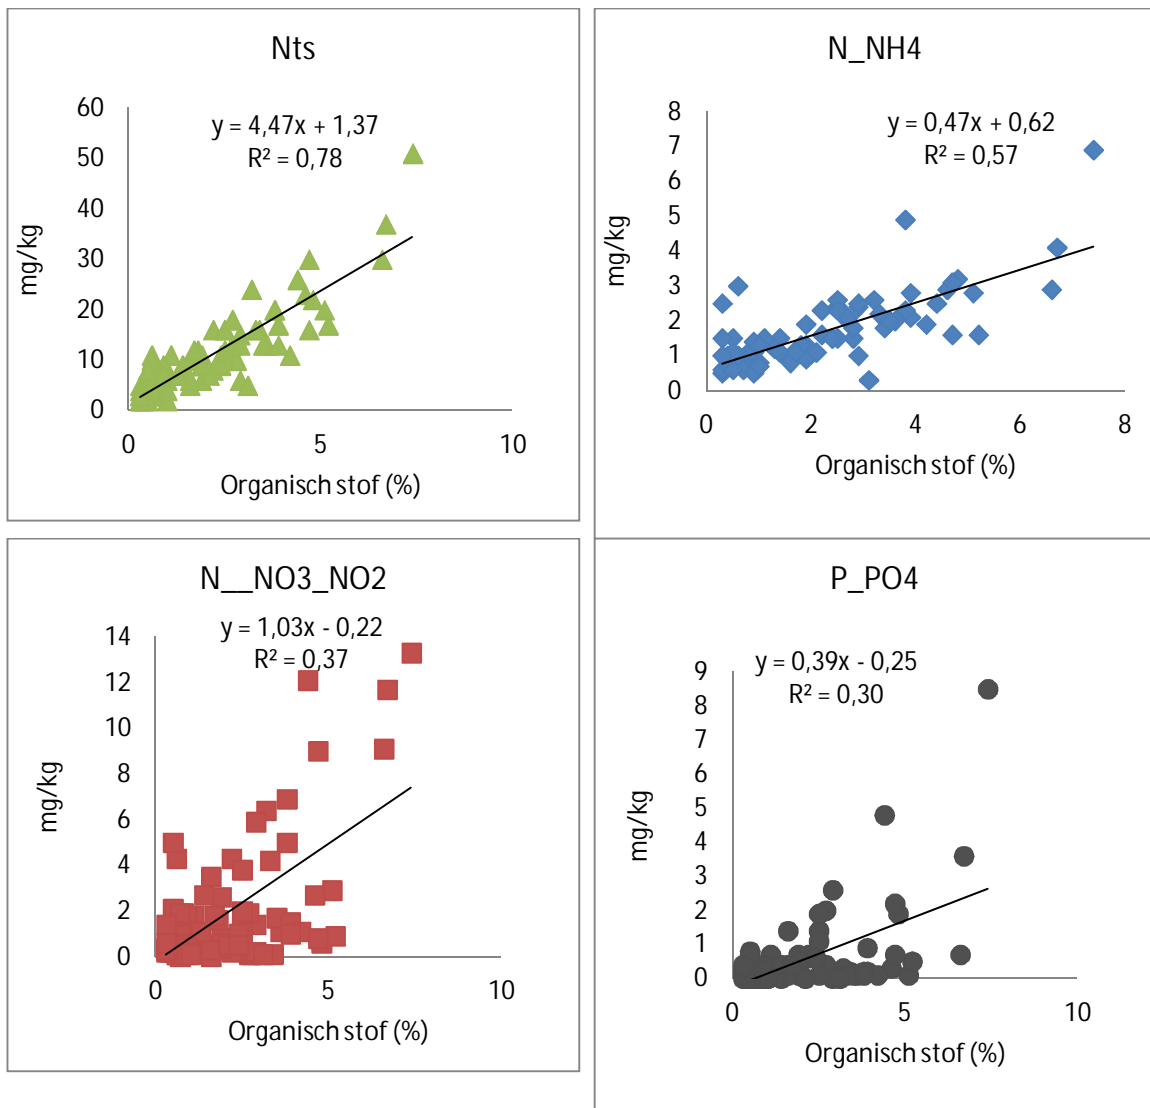 Nts
y = 4,47x + 1,37
R² = 0,78
60
50
40
30
20
10
0
mg/kg
0 5 10
Organisch stof (%)
N_NH4
y = 0,47x + 0,62
R² = 0,57
8
7
6
5
4
3
2
1
0
mg/kg
0 2 4 6 8
Organisch stof (%)
N__NO3_NO2
y = 1,03x - 0,22
R² = 0,37
14
12
10
8
6
4
2
0
mg/kg
0 5 10
Organisch stof (%)
P_PO4
y = 0,39x - 0,25
R² = 0,30
9
8
7
6
5
4
3
2
1
0
mg/kg
0 5 10
Organisch stof (%)